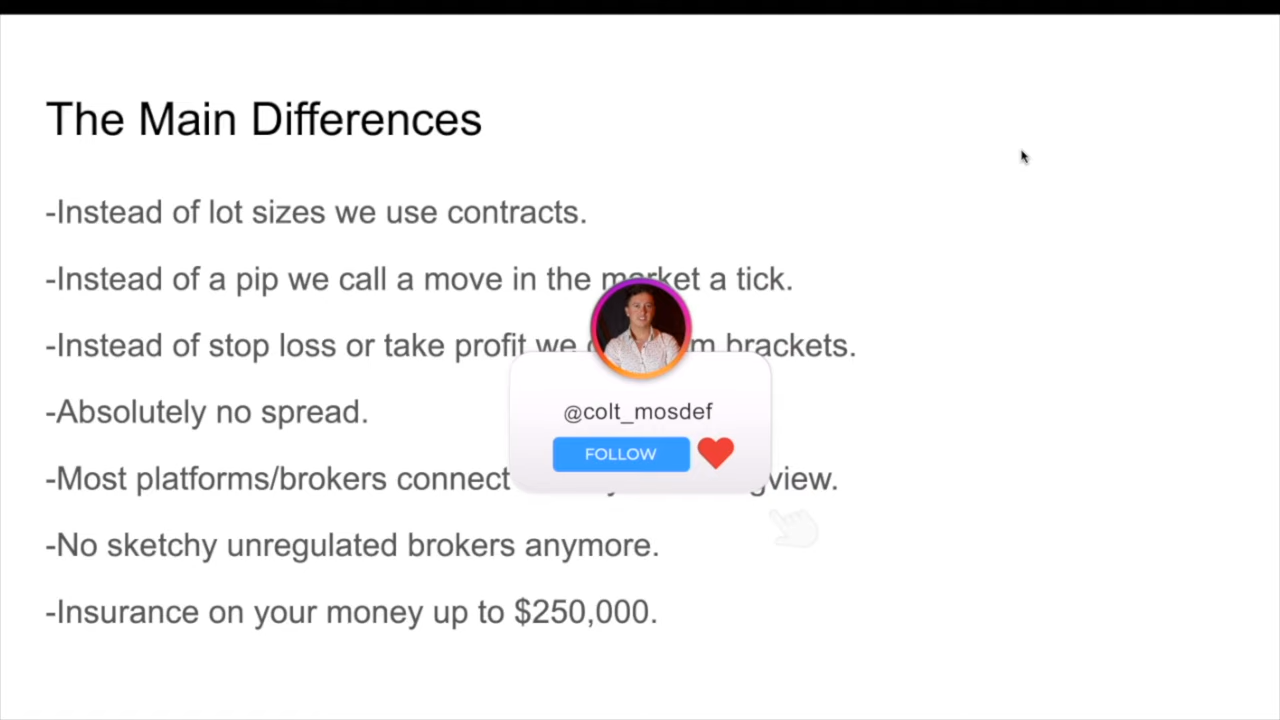 The Main Differences
-Instead of lot sizes we use contracts.
-Instead of a pip we call a move in the market a tick.
-Instead of stop loss or take profit we brackets.
-Absolutely no spread.
-Most platforms/brokers connect
-No sketchy unregulated brokers anymore.
-Insurance on your money up to $250,000.
@colt_mosdef
FOLLOW